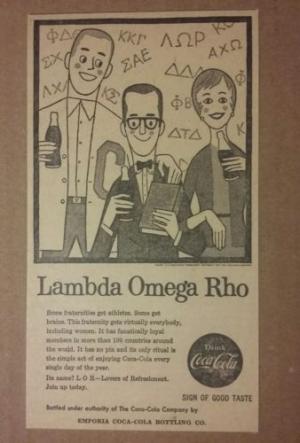 ΦΔΘ ΚΚΓ ΛΩΡ ΚΣ
ΣΧ ΣΑΕ ΑΧΩ
ΔΔΔ
ΛΧ ΚΣ ΦΒ
ΔΤΔ Κ
C
Lambda Omega Rho
Some fraternities get athletes. Some get
brains. This fraternity gets virtually everybody,
including women. It has fanatically loyal
members in more than 100 countries around
the world. It has no pin and its only ritual is
the simple act of enjoying Coca-Cola every
single day of the year.
Its name? L O R—Lovers of Refreshment.
Join up today.
Drink
Coca-Cola
SIGN OF GOOD TASTE
Bottled under authority of The Coca-Cola Company by
EMPORIA COCA-COLA BOTTLING CO.